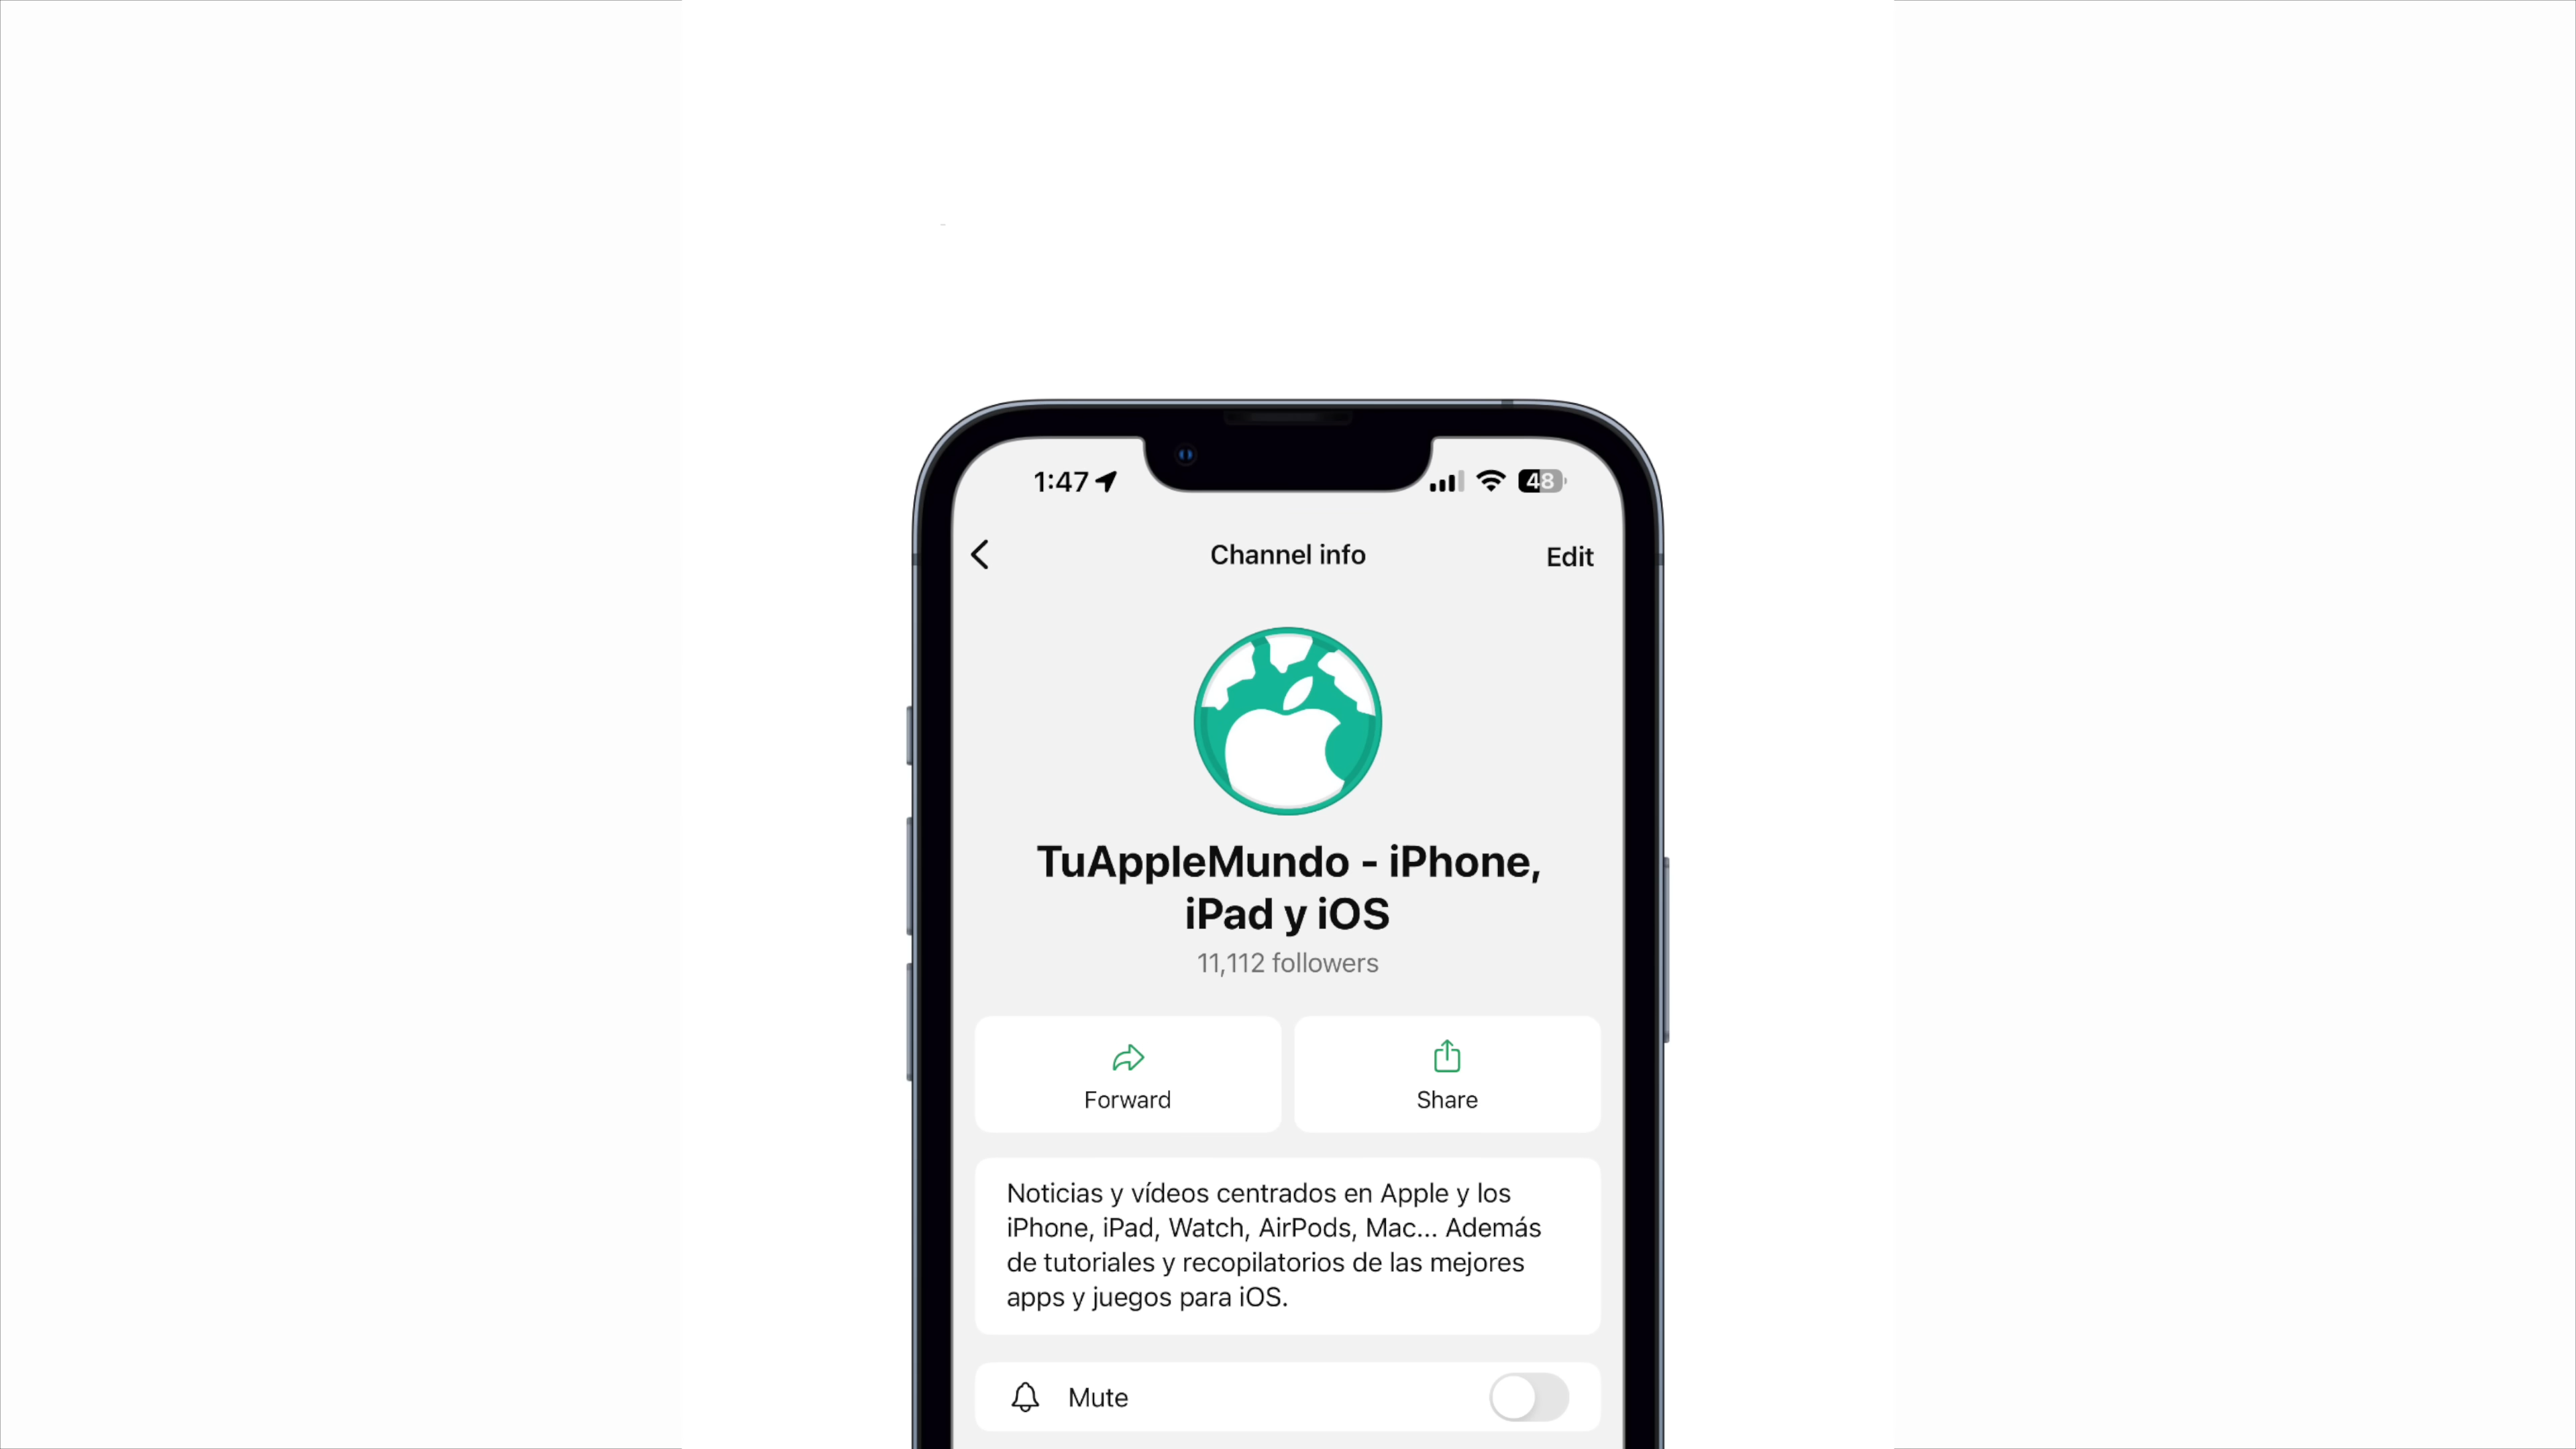 1:47
48
Channel info
Edit
TuAppleMundo - iPhone,
iPad y iOS
11,112 followers
Forward
Share
Noticias y vídeos centrados en Apple y los
iPhone, iPad, Watch, AirPods, Mac... Además
de tutoriales y recopilatorios de las mejores
apps y juegos para iOS.
Mute